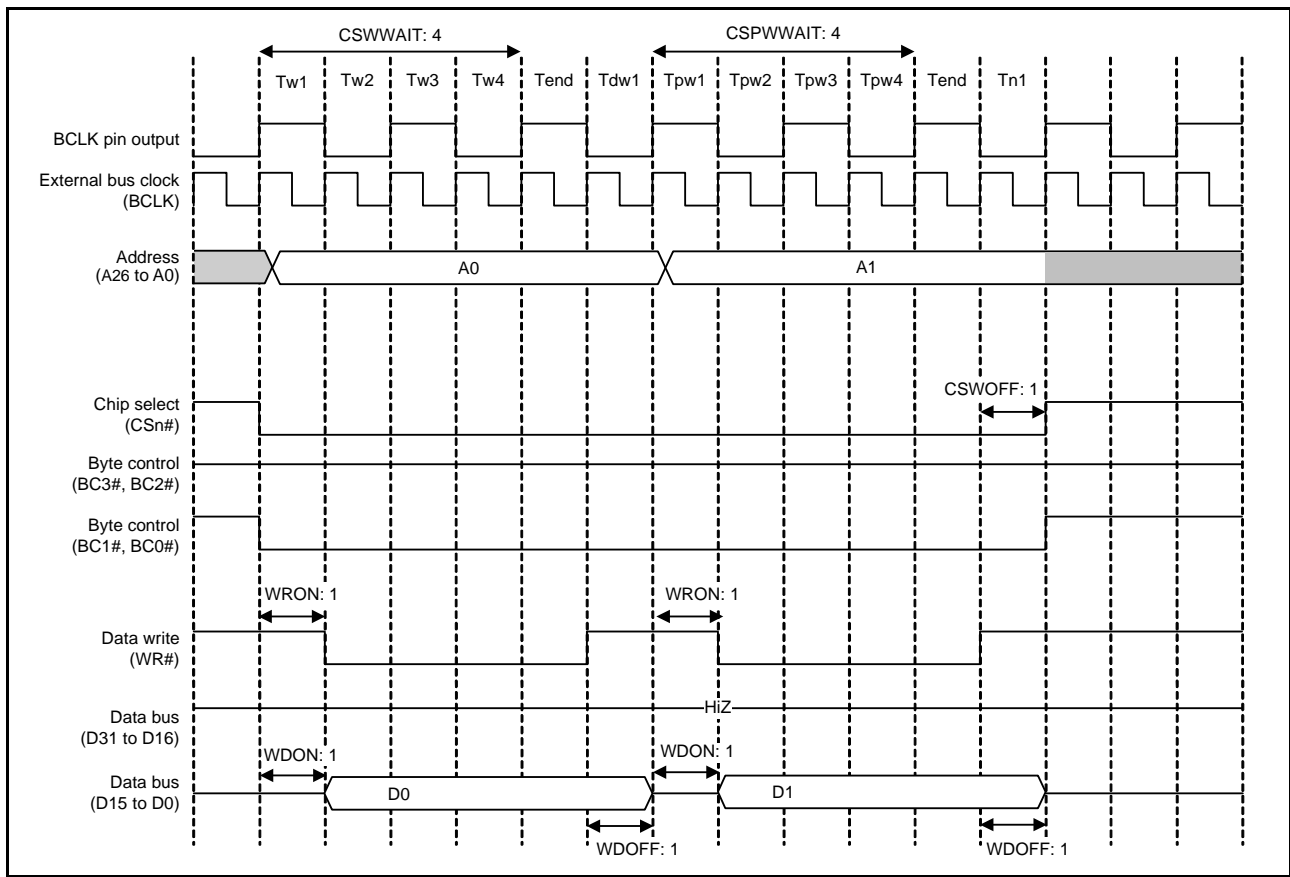 CSWWAIT: 4
CSPWWAIT: 4
Tw1 Tw2 Tw3 Tw4 Tend Tdw1 Tpw1 Tpw2 Tpw3 Tpw4 Tend Tn1
BCLK pin output
External bus clock
(BCLK)
Address
(A26 to A0)
A0
A1
CSWOFF: 1
Chip select
(CSn#)
Byte control
(BC3#, BC2#)
Byte control
(BC1#, BC0#)
WRON: 1
WRON: 1
Data write
(WR#)
HiZ
Data bus
(D31 to D16)
WDON: 1
WDON: 1
Data bus
(D15 to D0)
D0
D1
WDOFF: 1
WDOFF: 1